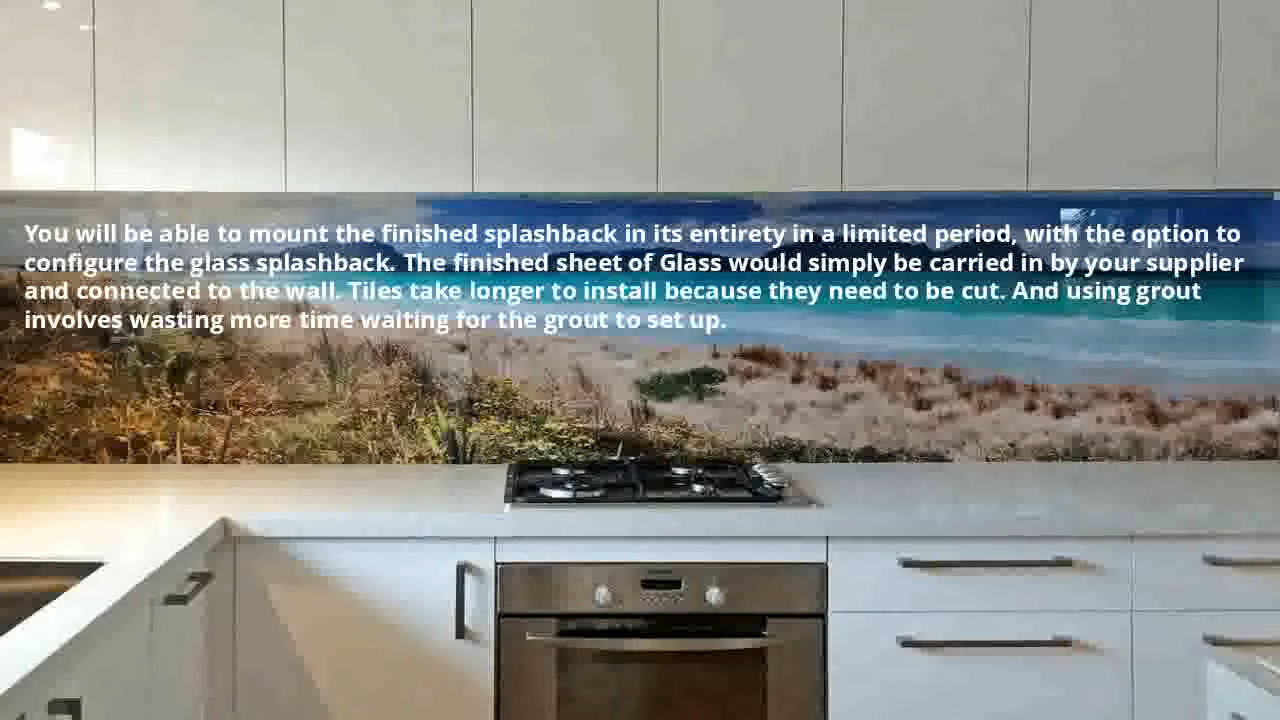 You will be able to mount the finished splashback in its entirety in a limited period, with the option to
configure the glass splashback. The finished sheet of Glass would simply be carried in by your supplier
and connected to the wall. Tiles take longer to install because they need to be cut. And using grout
involves wasting more time waiting for the grout to set up.